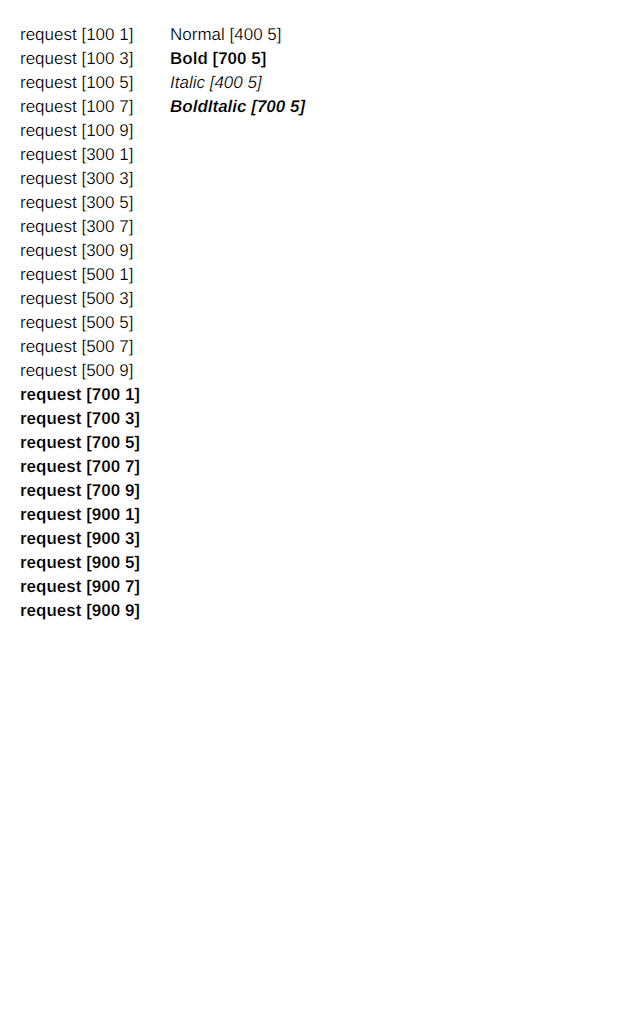 request [100 1]
request [100 3]
request [100 5]
request [100 7]
request [100 9]
request [300 1]
request [300 3]
request [300 5]
request [300 7]
request [300 9]
request [500 1]
request [500 3]
request [500 5]
request [500 7]
request [500 9]
request [700 1]
request [700 3]
request [700 5]
request [700 7]
request [700 9]
request [900 1]
request [900 3]
request [900 5]
request [900 7]
request [900 9]
Normal [400 5]
Bold [700 5]
Italic [400 5]
BoldItalic [700 5]